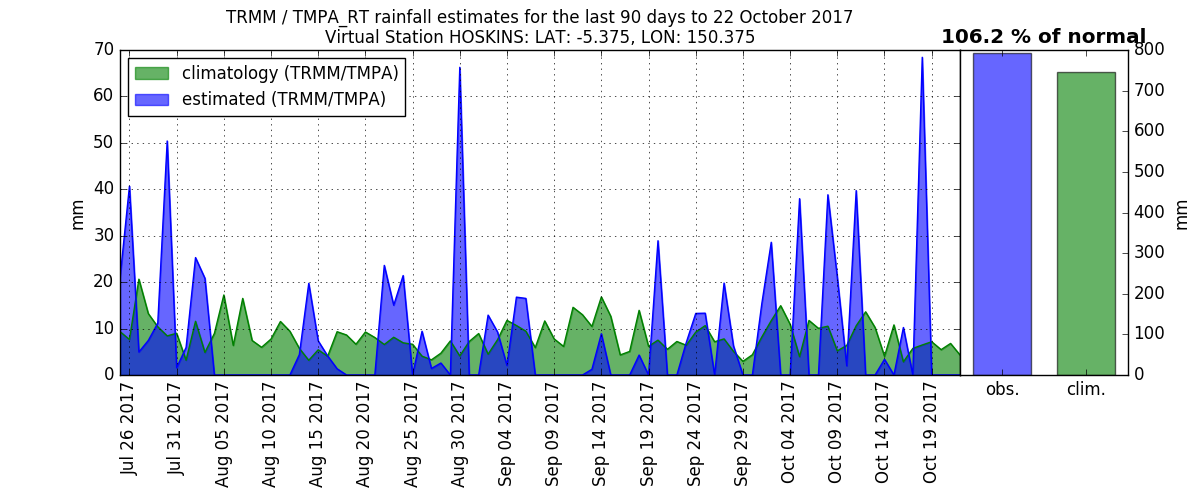 TRMM / TMPA_RT rainfall estimates for the last 90 days to 22 October 2017
Virtual Station HOSKINS: LAT: -5.375, LON: 150.375
106.2 % of normal
climatology (TRMM/TMPA)
estimated (TRMM/TMPA)
mm
70
60
50
40
30
20
10
0
Jul 26 2017
Jul 31 2017
Aug 05 2017
Aug 10 2017
Aug 15 2017
Aug 20 2017
Aug 25 2017
Aug 30 2017
Sep 04 2017
Sep 09 2017
Sep 14 2017
Sep 19 2017
Sep 24 2017
Sep 29 2017
Oct 04 2017
Oct 09 2017
Oct 14 2017
Oct 19 2017
800
700
600
500
400
300
200
100
0
mm
obs.
clim.